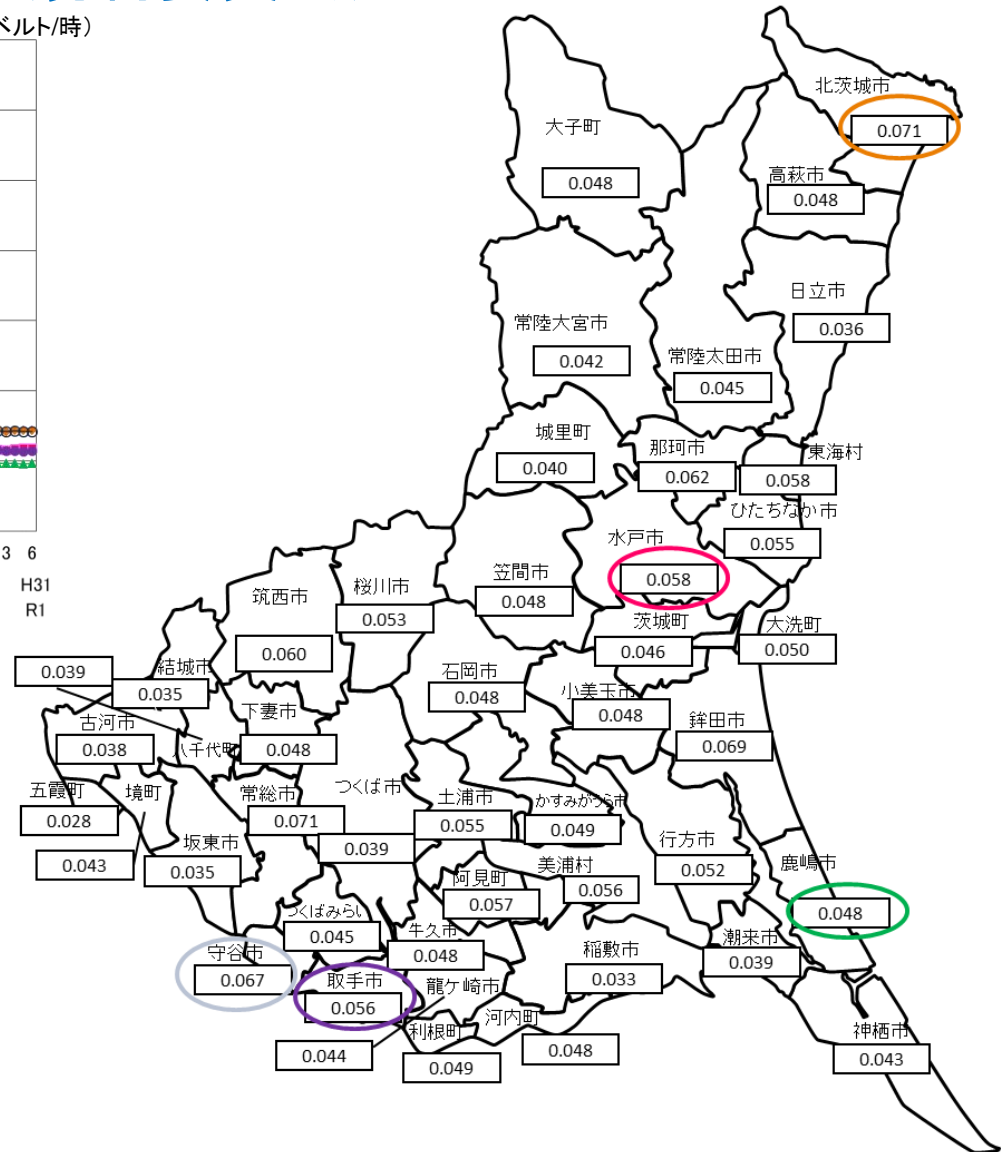 ベルト/時）
3 6
H31
R1
北茨城市
0.071
大子町
0.048
高萩市
0.048
日立市
0.036
常陸大宮市
0.042
常陸太田市
0.045
城里町
0.040
那珂市
0.062
東海村
0.058
ひたちなか市
0.055
水戸市
0.058
笠間市
0.048
桜川市
0.053
筑西市
0.060
茨城町
0.046
大洗町
0.050
0.039
結城市
0.035
石岡市
0.048
小美玉市
0.048
鉾田市
0.069
古河市
0.038
八千代町
下妻市
0.048
五霞町
0.028
境町
0.043
常総市
0.071
つくば市
0.039
土浦市
0.055
かすみがうら市
0.049
坂東市
0.035
行方市
0.052
阿見町
0.057
美浦村
0.056
鹿嶋市
0.048
つくばみらい
0.045
牛久市
0.048
稲敷市
0.033
潮来市
0.039
守谷市
0.067
取手市
0.056
龍ケ崎市
0.044
利根町
0.049
河内町
0.048
神栖市
0.043